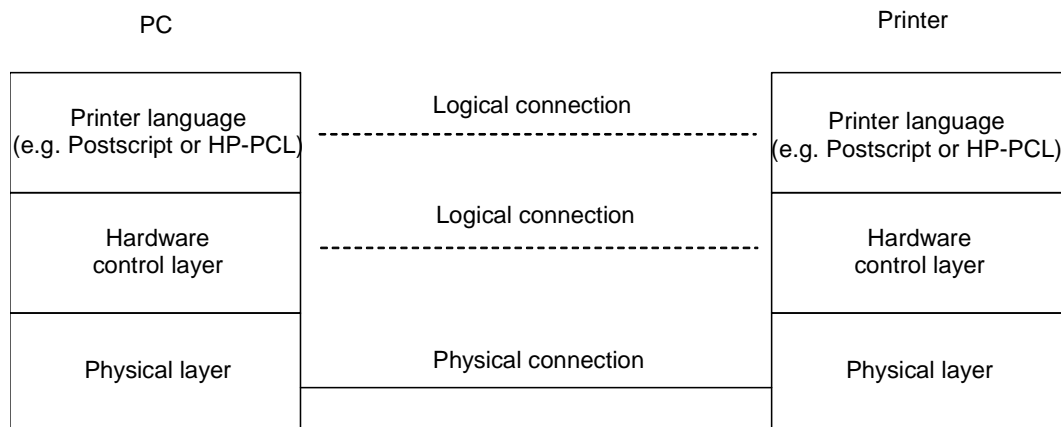 PC
Printer
Printer language
(e.g. Postscript or HP-PCL)
Logical connection
Printer language
(e.g. Postscript or HP-PCL)
Hardware
control layer
Logical connection
Hardware
control layer
Physical layer
Physical connection
Physical layer